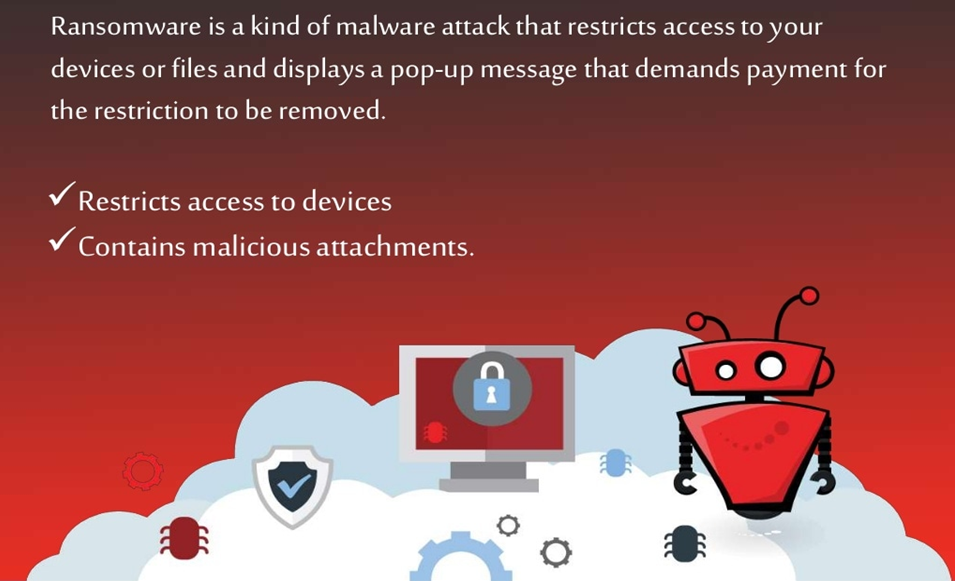 Ransomware is a kind of malware attack that restricts access to your
devices or files and displays a pop-up message that demands payment for
the restriction to be removed.
✓Restricts access to devices
✓Contains malicious attachments.